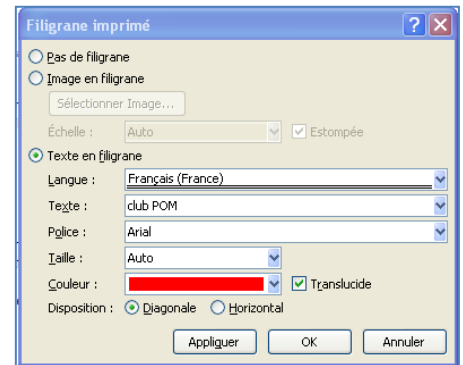 Filigrane imprimé
Pas de filigrane
Image en filigrane
Sélectionner Image...
Échelle : Auto Estompée
Texte en filigrane
Langue : Français (France)
Texte : club POM
Police : Arial
Taille : Auto
Couleur : Translucide
Disposition : Diagonale Horizontal
Appliquer OK Annuler